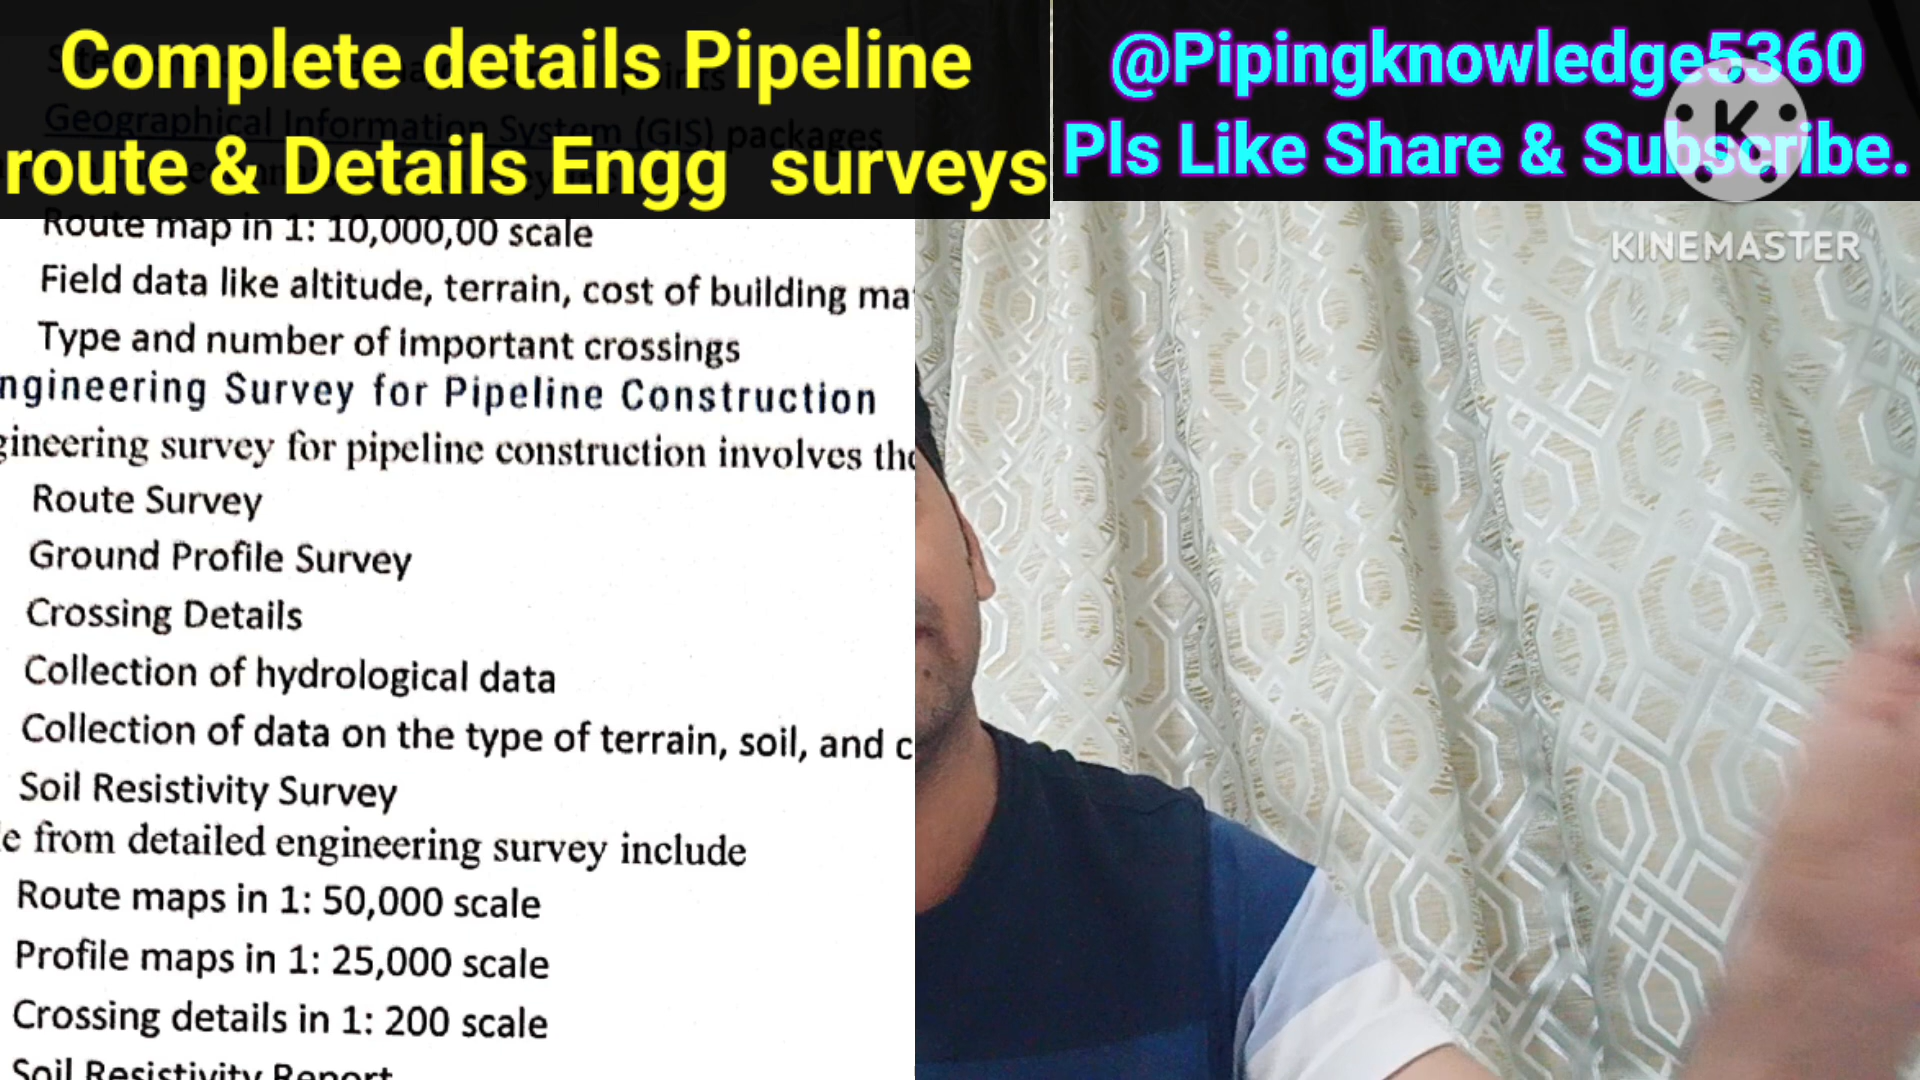 Complete details Pipeline
route & Details Engg surveys
@Pipingknowledge5360
Pls Like Share & Subscribe.
KINEMASTER
Geographical Information System (GIS) packages
Route map in 1: 10,000,00 scale
Field data like altitude, terrain, cost of building ma
Type and number of important crossings
ngineering Survey for Pipeline Construction
gineering survey for pipeline construction involves the
Route Survey
Ground Profile Survey
Crossing Details
Collection of hydrological data
Collection of data on the type of terrain, soil, and c
Soil Resistivity Survey
e from detailed engineering survey include
Route maps in 1: 50,000 scale
Profile maps in 1: 25,000 scale
Crossing details in 1: 200 scale
Soil Resistivity Report